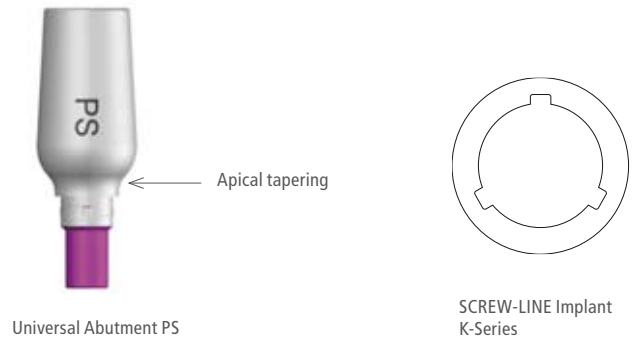 PS
Apical tapering
Universal Abutment PS
SCREW-LINE Implant
K-Series